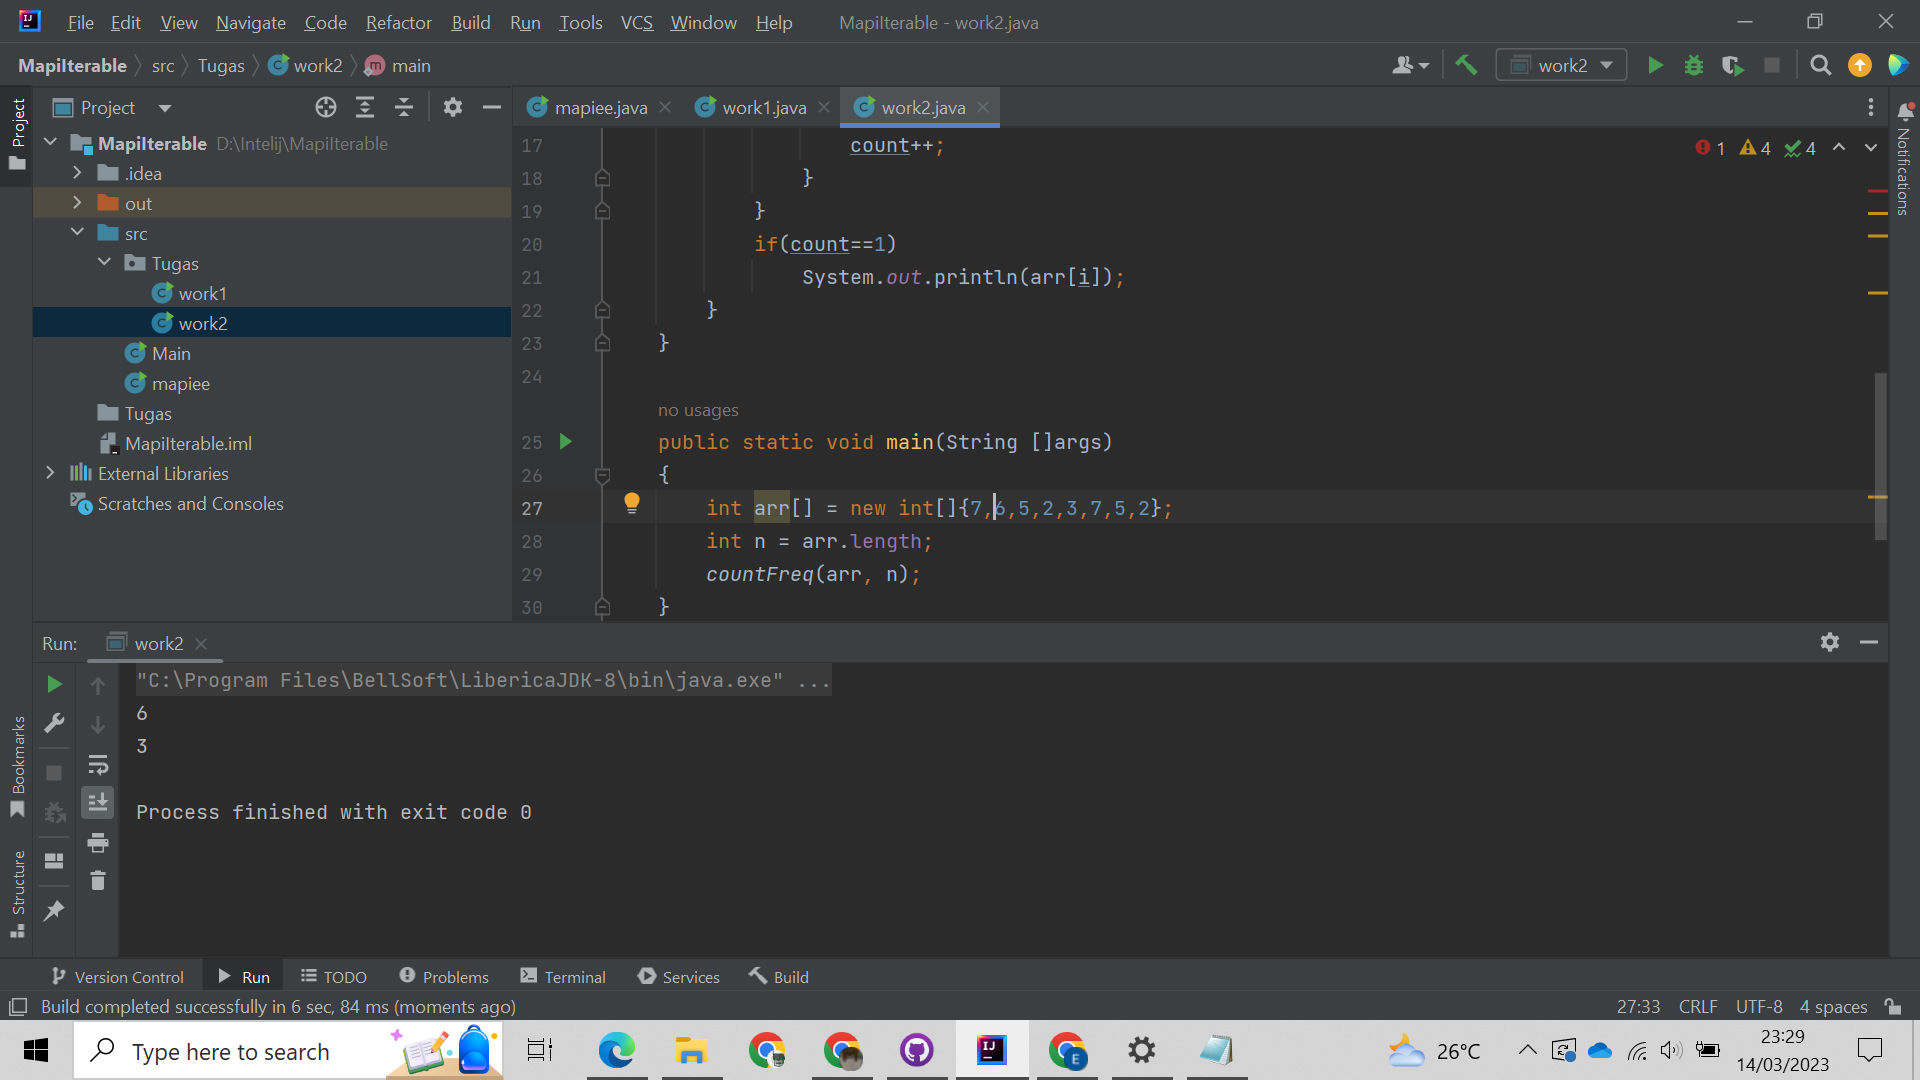 File Edit View Navigate Code Refactor Build Run Tools VCS Window Help MapiIterable - work2.java
MapiIterable src Tugas work2 main work2
Project
mapiee.java work1.java work2.java
MapiIterable D:\Intelij\MapiIterable
.idea
out
src
Tugas
work1
work2
Main
mapiee
Tugas
MapiIterable.iml
External Libraries
Scratches and Consoles
Project
Bookmarks
Structure
Notifications
1 4 4
17 count++;
18 }
19 }
20 if(count==1)
21 System.out.println(arr[i]);
22 }
23 }
24
no usages
25 public static void main(String []args)
26 {
27 int arr[] = new int[]{7,6,5,2,3,7,5,2};
28 int n = arr.length;
29 countFreq(arr, n);
30 }
Run: work2
"C:\Program Files\BellSoft\LibericaJDK-8\bin\java.exe" ...
6
3
Process finished with exit code 0
Version Control Run TODO Problems Terminal Services Build
Build completed successfully in 6 sec, 84 ms (moments ago) 27:33 CRLF UTF-8 4 spaces
Type here to search 26°C 23:29
14/03/2023